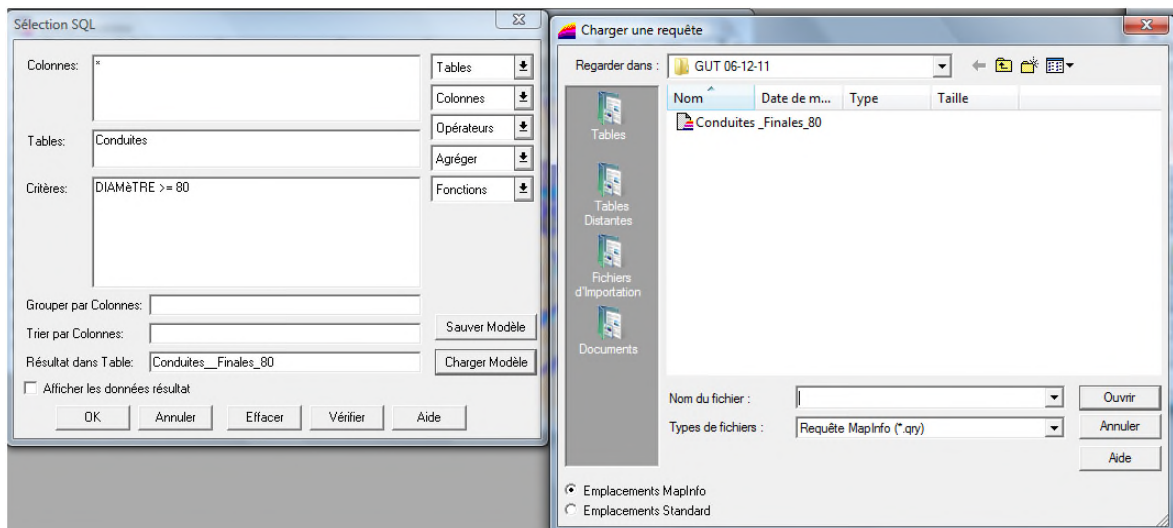 Sélection SQL
Colonnes: *
Tables
Colonnes
Opérateurs
Tables: Conduites
Agréger
Critères: DIAMèTRE >= 80
Fonctions
Grouper par Colonnes:
Trier par Colonnes:
Sauver Modèle
Résultat dans Table: Conduites__Finales_80
Charger Modèle
Afficher les données résultat
OK Annuler Effacer Vérifier Aide
Charger une requête
Regarder dans : GUT 06-12-11
Nom Date de m... Type Taille
Conduites _Finales_80
Tables
Tables
Distantes
Fichiers
d'Importation
Documents
Nom du fichier :
Ouvrir
Types de fichiers : Requête MapInfo (*.qry)
Annuler
Aide
Emplacements MapInfo
Emplacements Standard